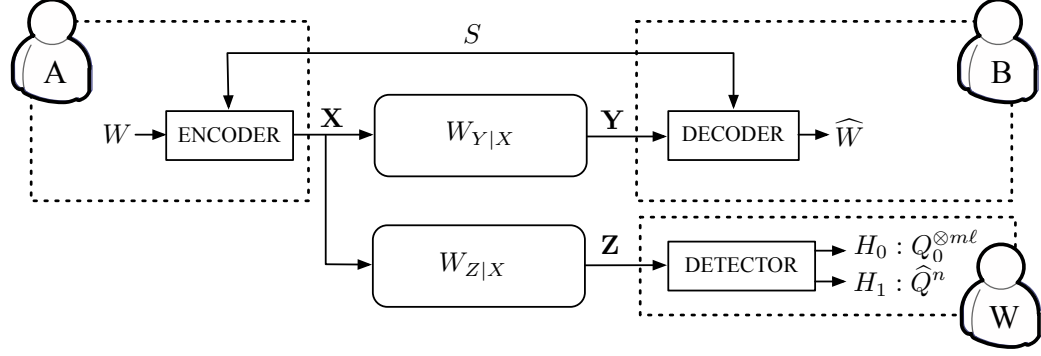 A
S
B
W
ENCODER
X
W_{Y|X}
Y
DECODER
\widehat{W}
W_{Z|X}
Z
DETECTOR
H_0 : Q_0^{\otimes m\ell}
H_1 : \widehat{Q}^n
W